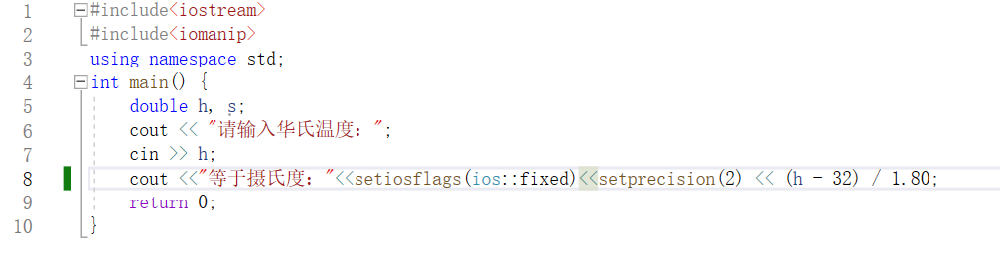 1 #include<iostream>
2 #include<iomanip>
3 using namespace std;
4 int main() {
5 double h, s;
6 cout << "请输入华氏温度：";
7 cin >> h;
8 cout <<"等于摄氏度："<<setiosflags(ios::fixed)<<setprecision(2) << (h - 32) / 1.80;
9 return 0;
10 }